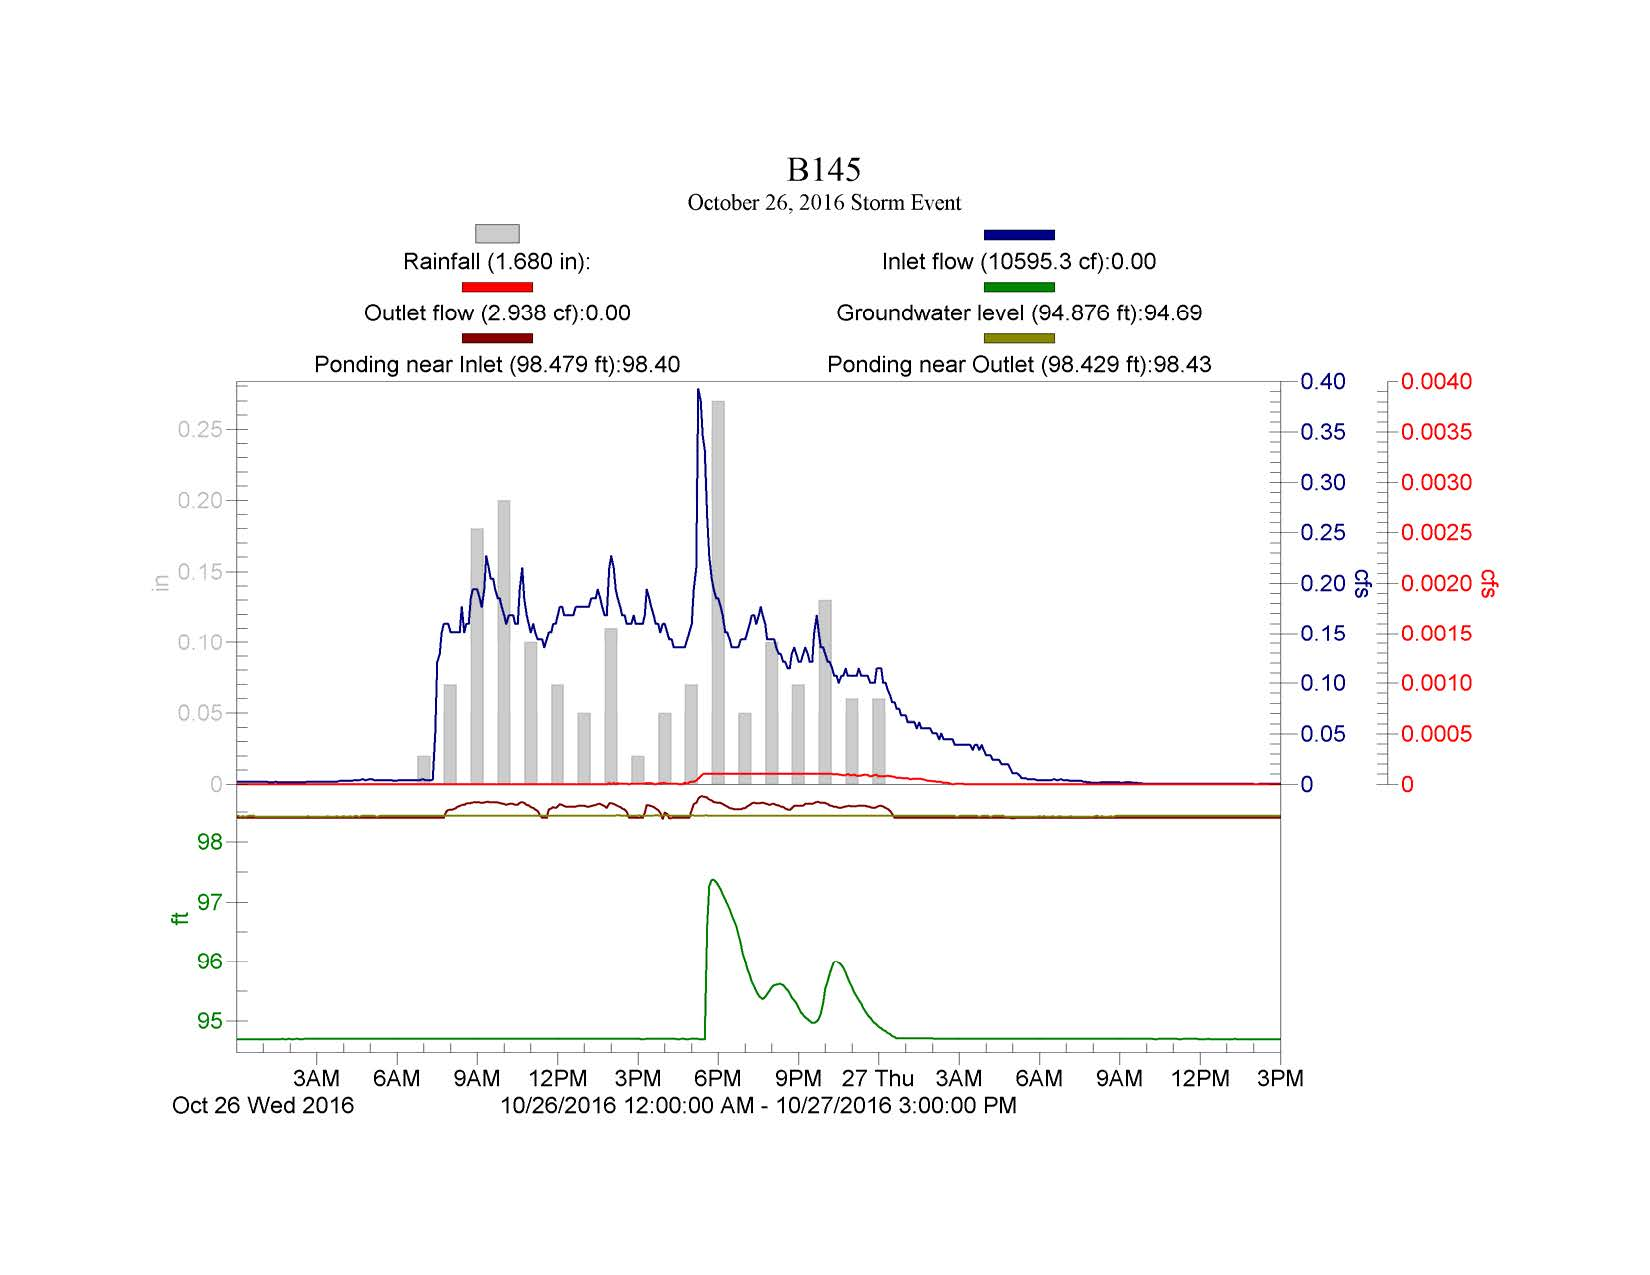 B145
October 26, 2016 Storm Event
Rainfall (1.680 in):
Inlet flow (10595.3 cf):0.00
Outlet flow (2.938 cf):0.00
Groundwater level (94.876 ft):94.69
Ponding near Inlet (98.479 ft):98.40
Ponding near Outlet (98.429 ft):98.43
in
0.25
0.20
0.15
0.10
0.05
0
0.40
0.35
0.30
0.25
0.20
0.15
0.10
0.05
0
cfs
0.0040
0.0035
0.0030
0.0025
0.0020
0.0015
0.0010
0.0005
0
cfs
ft
98
97
96
95
3AM 6AM 9AM 12PM 3PM 6PM 9PM 27 Thu 3AM 6AM 9AM 12PM 3PM
Oct 26 Wed 2016
10/26/2016 12:00:00 AM - 10/27/2016 3:00:00 PM